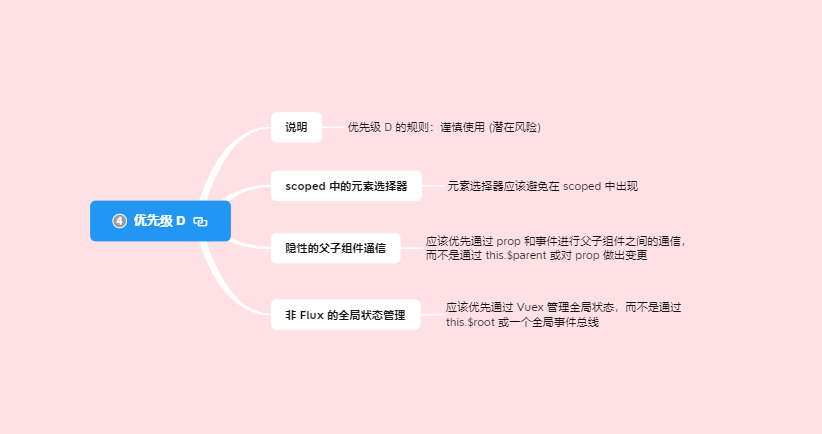 ④ 优先级 D
说明
优先级 D 的规则：谨慎使用 (潜在风险)
scoped 中的元素选择器
元素选择器应该避免在 scoped 中出现
隐性的父子组件通信
应该优先通过 prop 和事件进行父子组件之间的通信，
而不是通过 this.$parent 或对 prop 做出变更
非 Flux 的全局状态管理
应该优先通过 Vuex 管理全局状态，而不是通过
this.$root 或一个全局事件总线